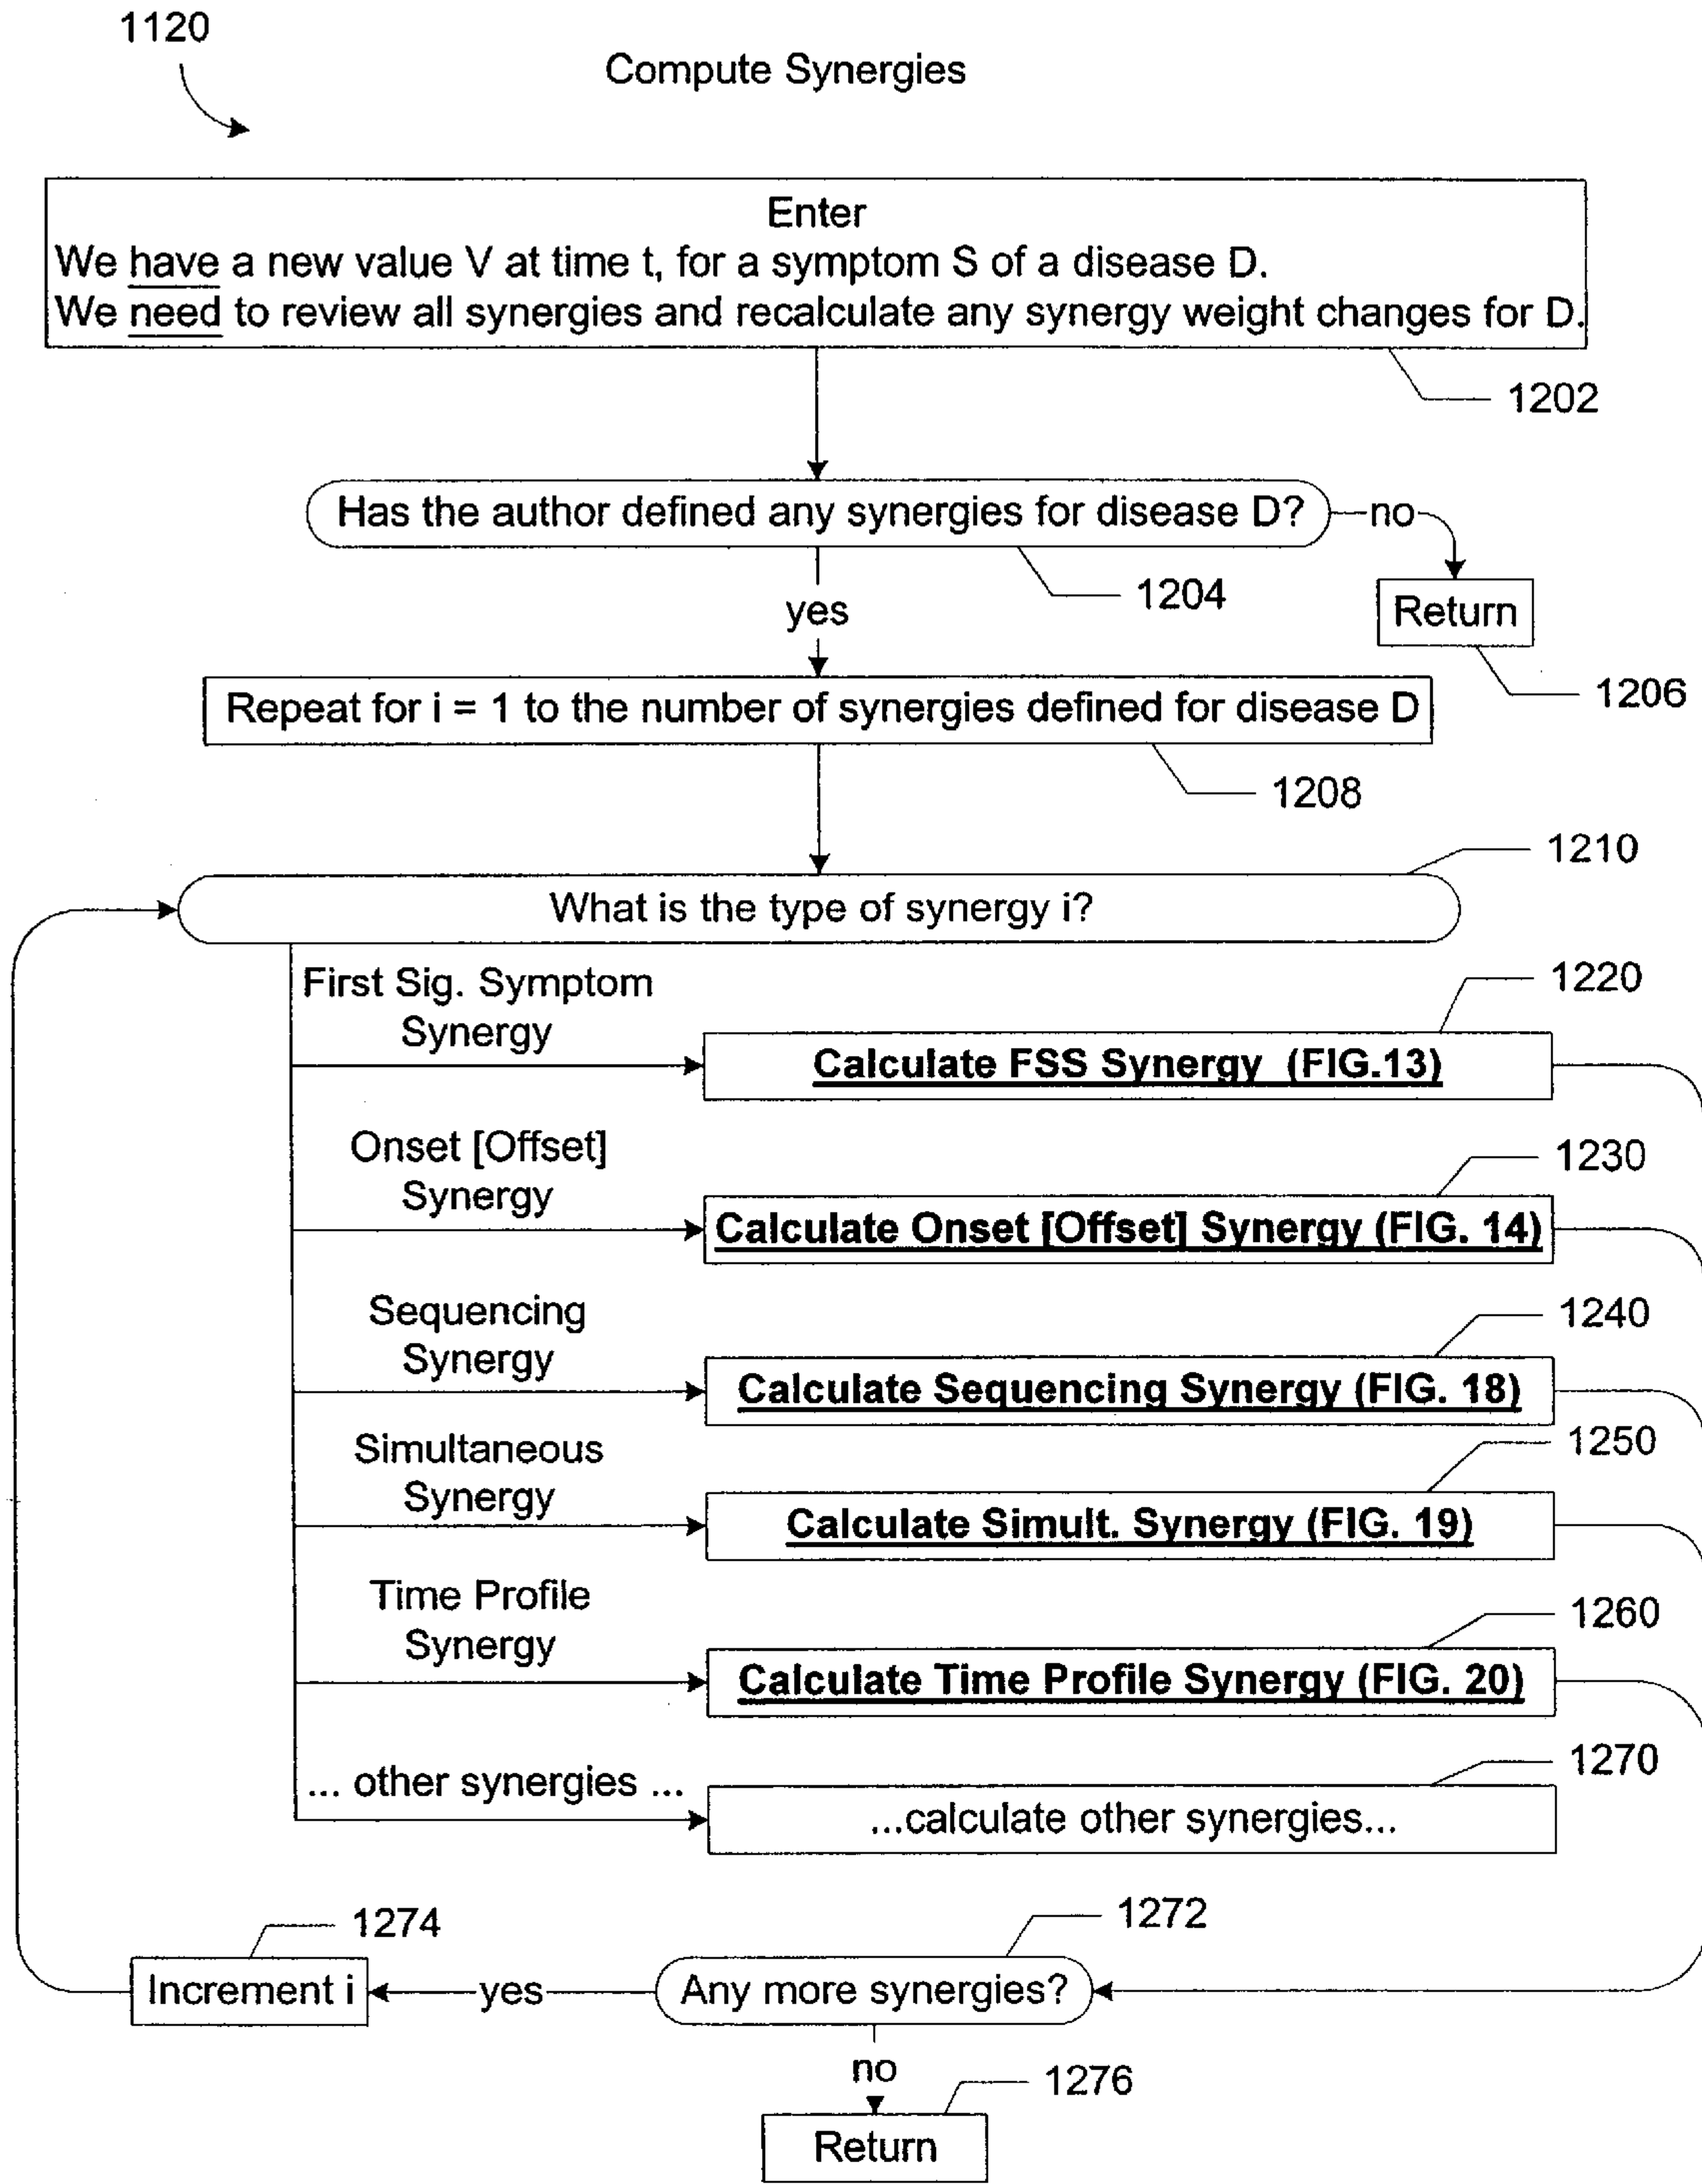 1120
Compute Synergies
Enter
We have a new value V at time t, for a symptom S of a disease D.
We need to review all synergies and recalculate any synergy weight changes for D.
1202
Has the author defined any synergies for disease D?
no
1204
yes
Return
1206
Repeat for i = 1 to the number of synergies defined for disease D
1208
1210
What is the type of synergy i?
First Sig. Symptom
Synergy
1220
Calculate FSS Synergy (FIG.13)
Onset [Offset]
Synergy
1230
Calculate Onset [Offset] Synergy (FIG. 14)
Sequencing
Synergy
1240
Calculate Sequencing Synergy (FIG. 18)
Simultaneous
Synergy
1250
Calculate Simult. Synergy (FIG. 19)
Time Profile
Synergy
1260
Calculate Time Profile Synergy (FIG. 20)
... other synergies ...
1270
...calculate other synergies...
1274
1272
Increment i
yes
Any more synergies?
no
1276
Return